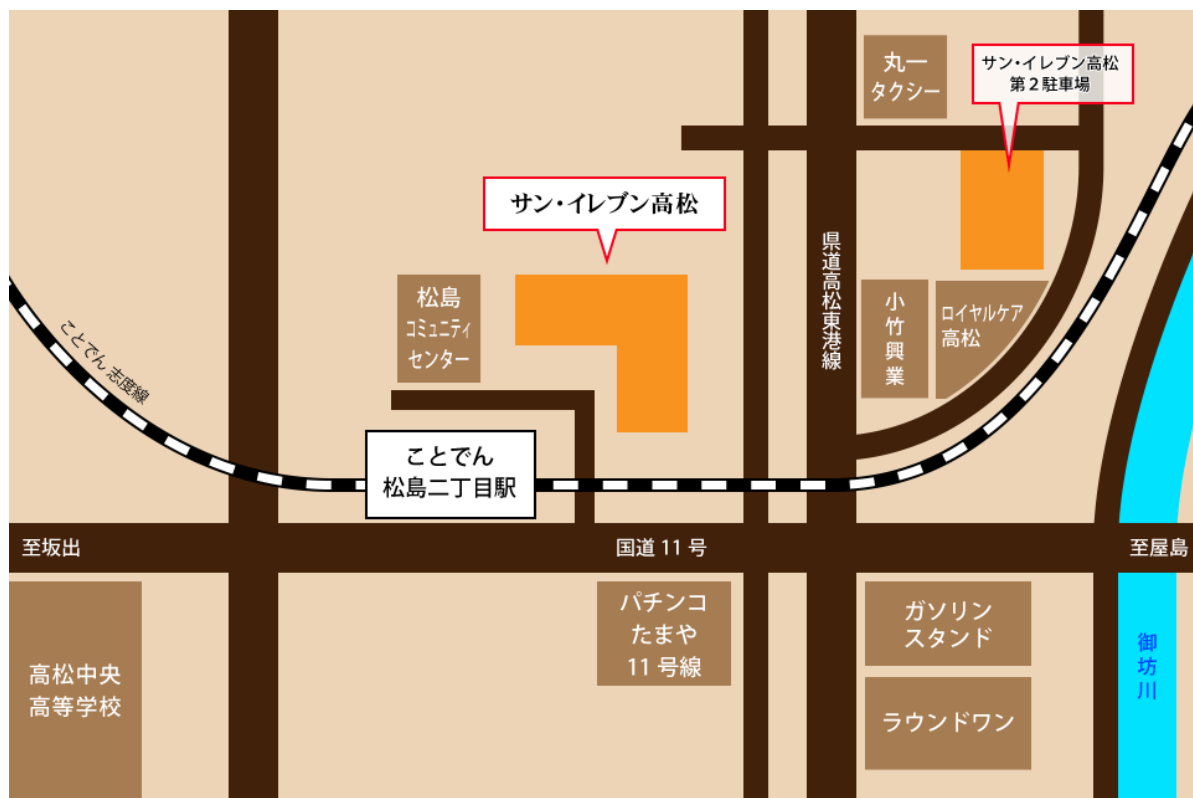 丸一
タクシー
サン・イレブン高松
第2駐車場
サン・イレブン高松
県道高松東港線
松島
コミュニティ
センター
小竹興業
ロイヤルケア
高松
ことでん 志度線
ことでん
松島二丁目駅
至坂出
国道11号
至屋島
パチンコ
たまや
11号線
ガソリン
スタンド
御坊川
高松中央
高等学校
ラウンドワン